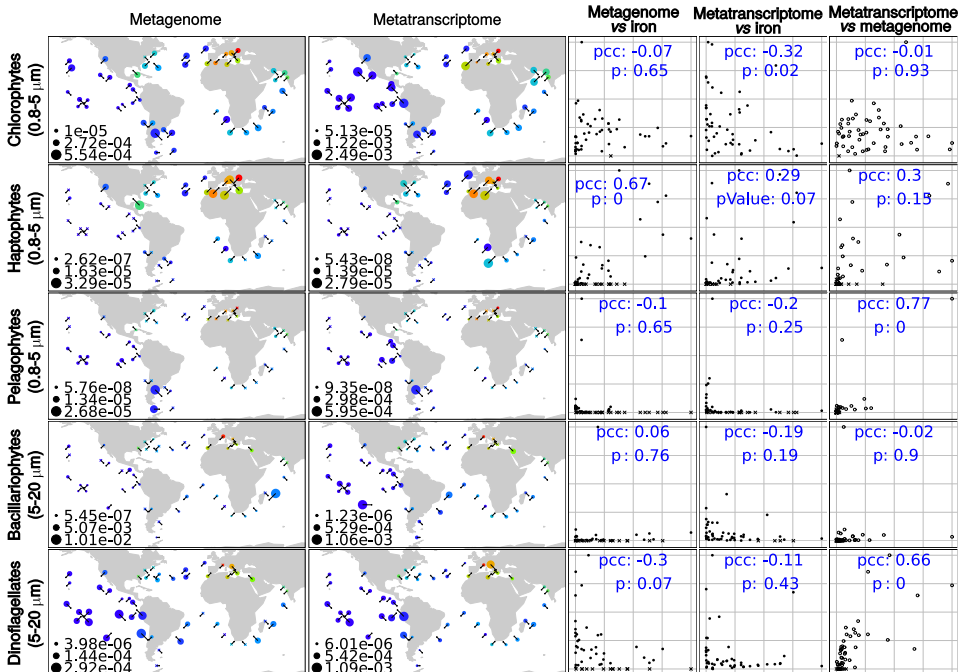 Metagenome
Metatranscriptome
Metagenome
vs iron
Metatranscriptome
vs iron
Metatranscriptome
vs metagenome
Chlorophytes
(0.8-5 μm)
1e-05
2.72e-04
5.54e-04
5.13e-05
1.22e-03
2.49e-03
pcc: -0.07
p: 0.65
pcc: -0.32
p: 0.02
pcc: -0.01
p: 0.93
Haptophytes
(0.8-5 μm)
2.62e-07
1.63e-05
3.29e-05
5.43e-08
1.39e-05
2.79e-05
pcc: 0.67
p: 0
pcc: 0.29
pValue: 0.07
pcc: 0.3
p: 0.15
Pelagophytes
(0.8-5 μm)
5.76e-08
1.34e-05
2.68e-05
9.35e-08
2.98e-04
5.95e-04
pcc: -0.1
p: 0.65
pcc: -0.2
p: 0.25
pcc: 0.77
p: 0
Bacillariophytes
(5-20 μm)
5.45e-07
5.07e-03
1.01e-02
1.23e-06
5.29e-04
1.06e-03
pcc: 0.06
p: 0.76
pcc: -0.19
p: 0.19
pcc: -0.02
p: 0.9
Dinoflagellates
(5-20 μm)
3.98e-06
1.44e-04
2.92e-04
6.01e-06
5.42e-04
1.09e-03
pcc: -0.3
p: 0.07
pcc: -0.11
p: 0.43
pcc: 0.66
p: 0